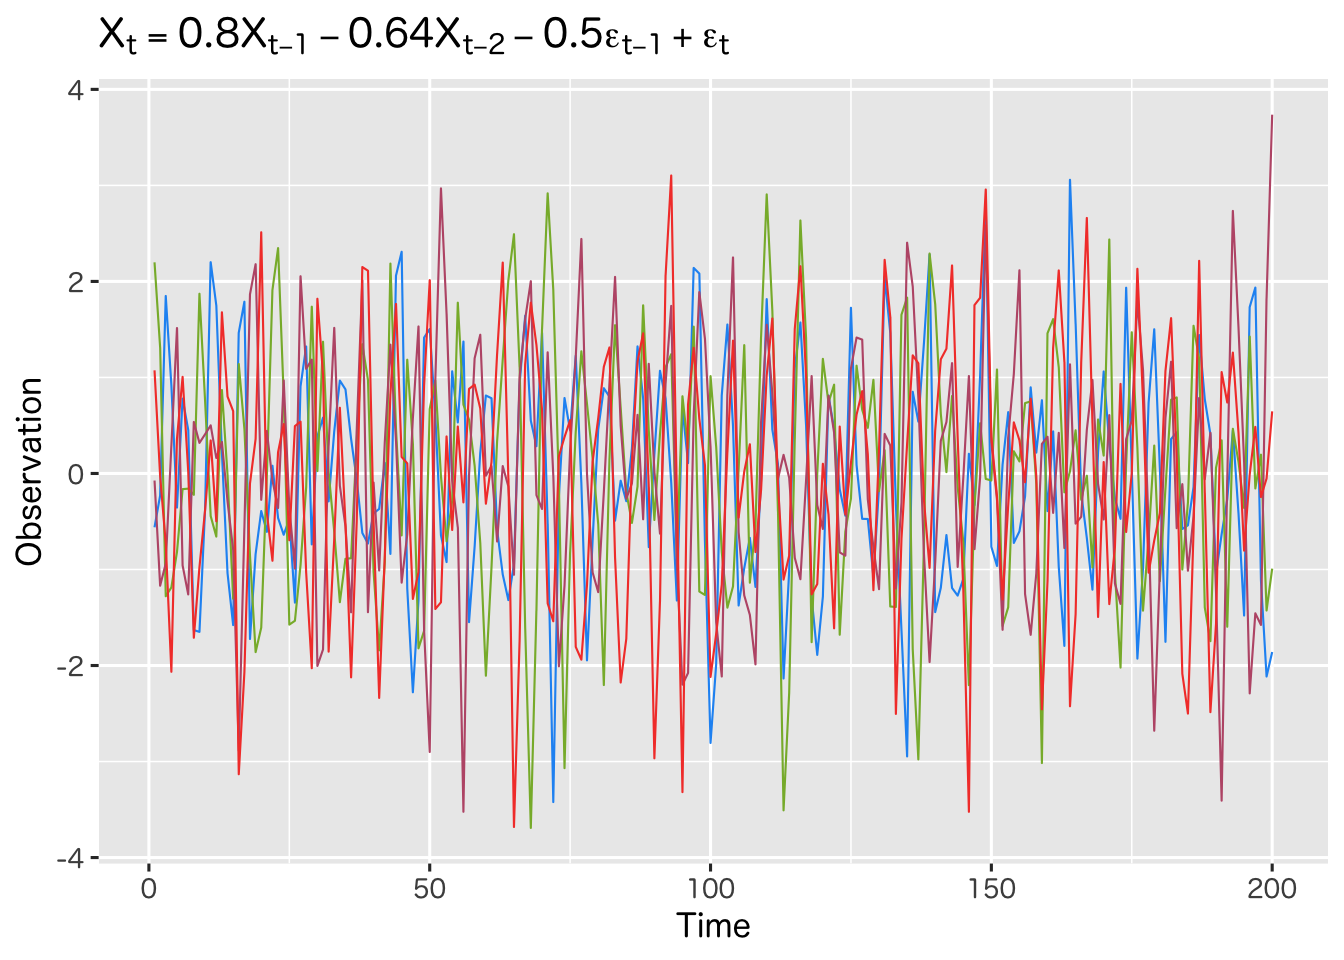 Xₜ = 0.8Xₜ₋₁ − 0.64Xₜ₋₂ − 0.5εₜ₋₁ + εₜ
4
2
0
-2
-4
Observation
0 50 100 150 200
Time